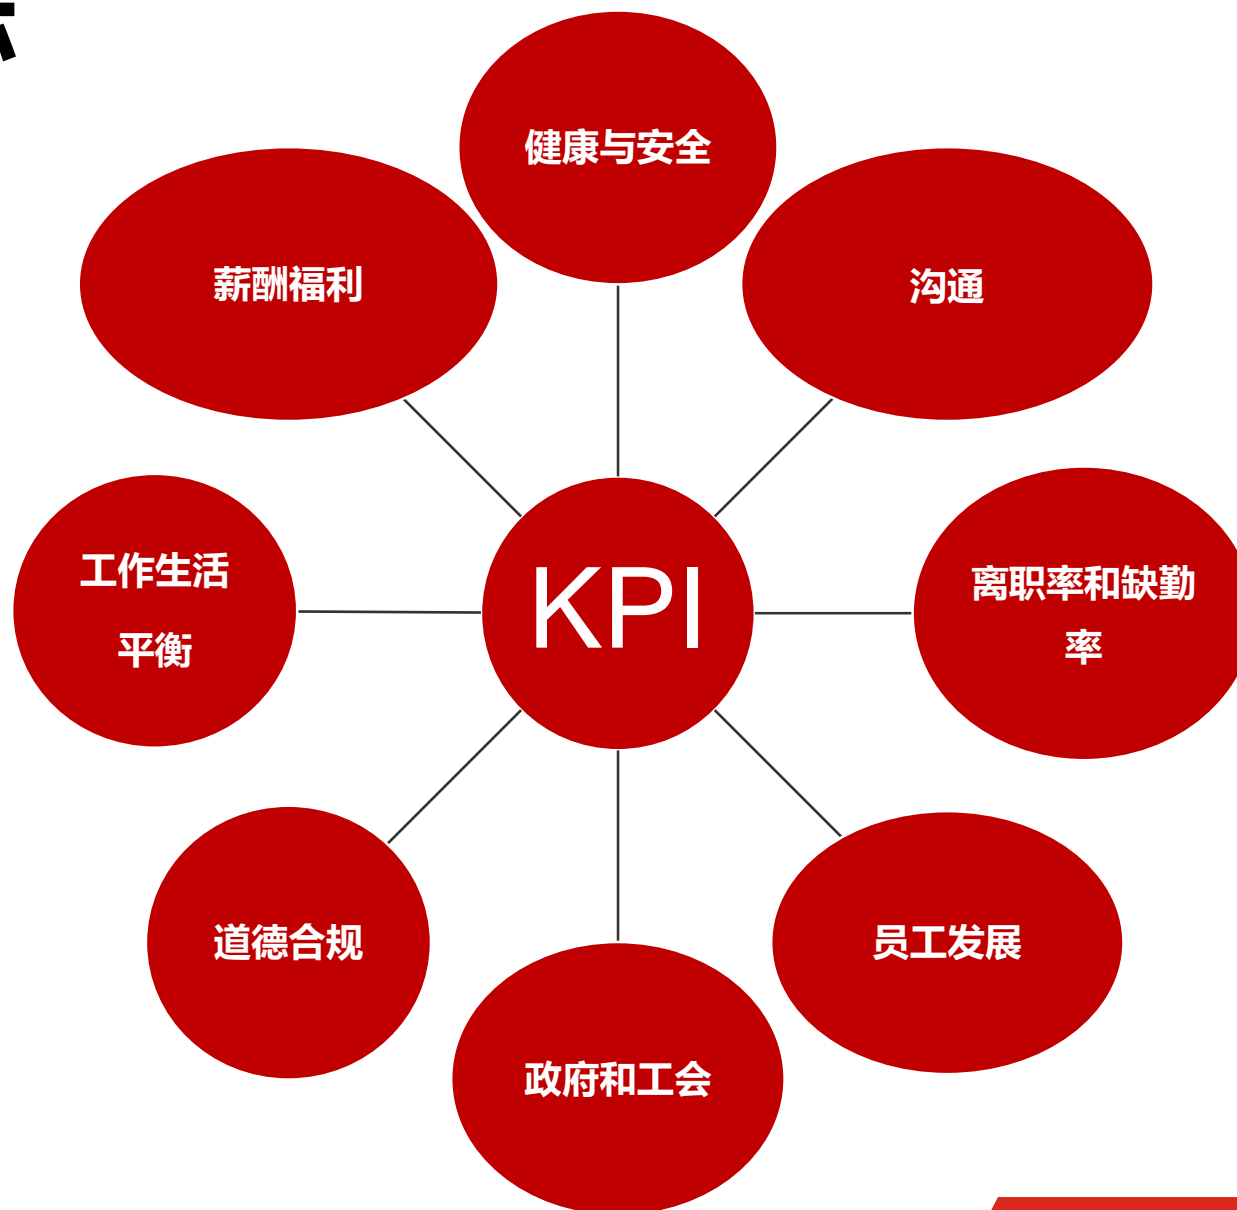 健康与安全
薪酬福利
沟通
工作生活
平衡
KPI
离职率和缺勤
率
道德合规
员工发展
政府和工会